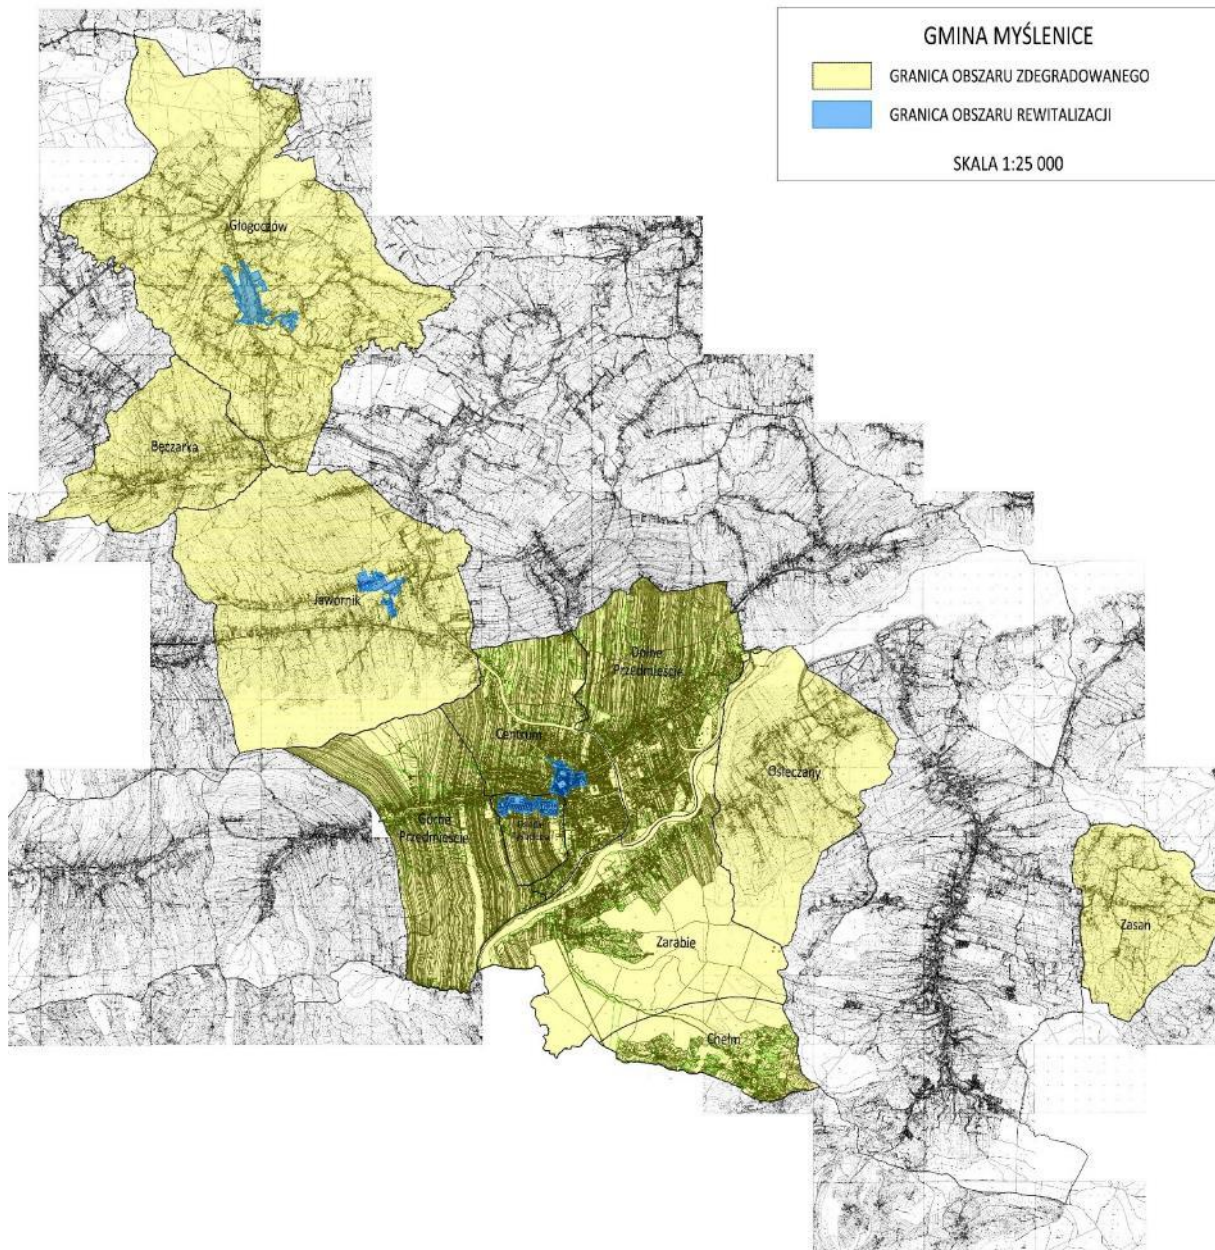 GMINA MYŚLENICE
GRANICA OBSZARU ZDEGRADOWANEGO
GRANICA OBSZARU REWITALIZACJI
SKALA 1:25 000
Głogoczów
Bęczarka
Jawornik
Dolne
Przedmieście
Centrum
Osieczany
Górne
Przedmieście
Zasań
Zarabie
Chełm